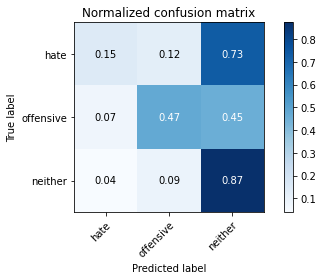 Normalized confusion matrix
True label
hate
offensive
neither
0.15 0.12 0.73
0.07 0.47 0.45
0.04 0.09 0.87
hate
offensive
neither
Predicted label
0.8
0.7
0.6
0.5
0.4
0.3
0.2
0.1